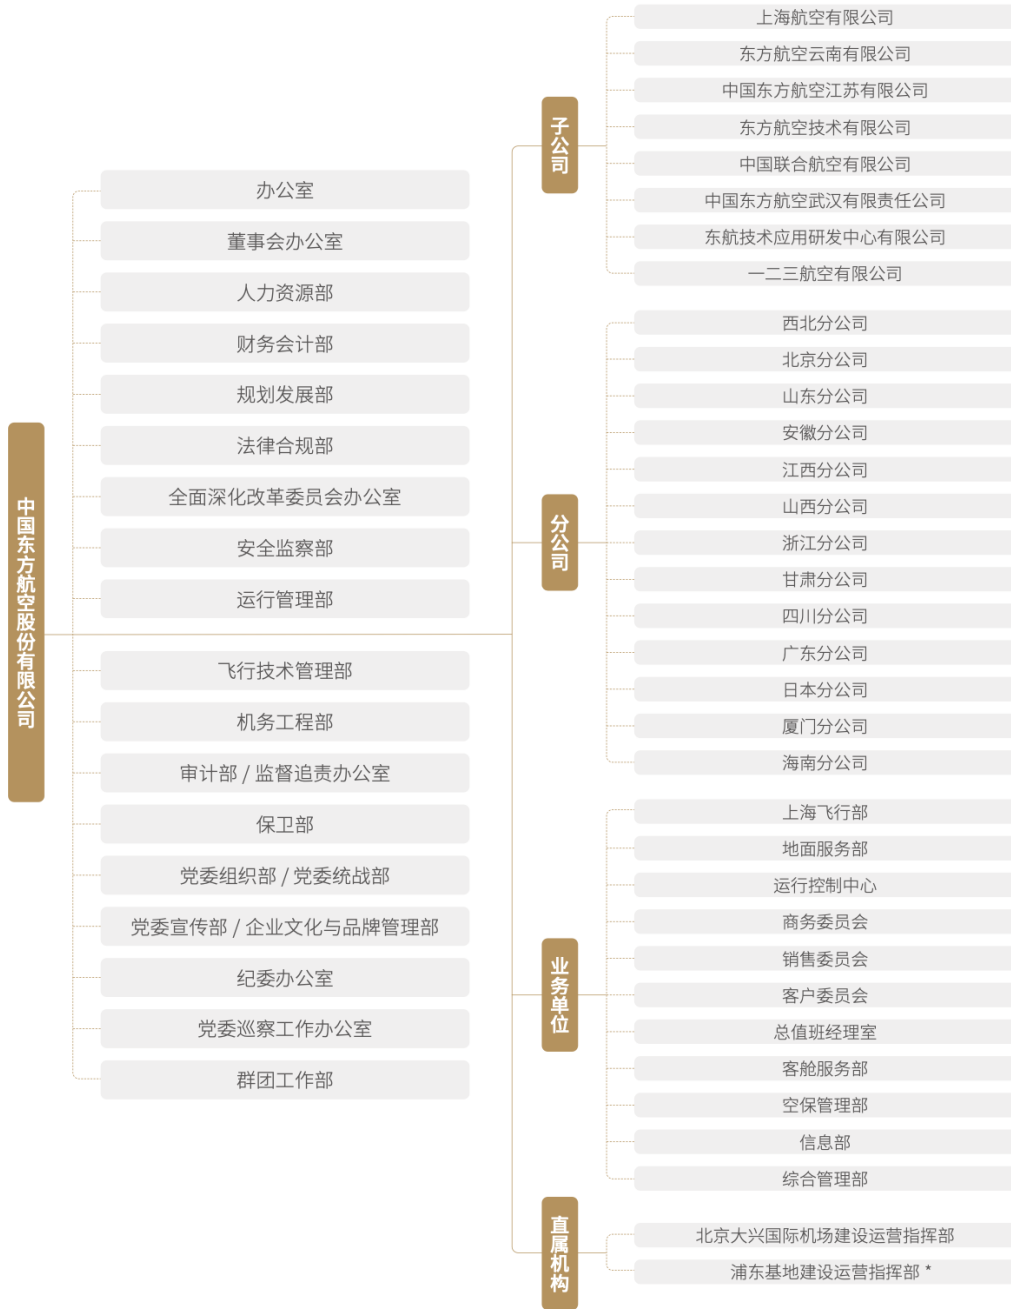 中国东方航空股份有限公司
办公室
董事会办公室
人力资源部
财务会计部
规划发展部
法律合规部
全面深化改革委员会办公室
安全监察部
运行管理部
飞行技术管理部
机务工程部
审计部 / 监督追责办公室
保卫部
党委组织部 / 党委统战部
党委宣传部 / 企业文化与品牌管理部
纪委办公室
党委巡察工作办公室
群团工作部
子公司
上海航空有限公司
东方航空云南有限公司
中国东方航空江苏有限公司
东方航空技术有限公司
中国联合航空有限公司
中国东方航空武汉有限责任公司
东航技术应用研发中心有限公司
一二三航空有限公司
分公司
西北分公司
北京分公司
山东分公司
安徽分公司
江西分公司
山西分公司
浙江分公司
甘肃分公司
四川分公司
广东分公司
日本分公司
厦门分公司
海南分公司
业务单位
上海飞行部
地面服务部
运行控制中心
商务委员会
销售委员会
客户委员会
总值班经理室
客舱服务部
空保管理部
信息部
综合管理部
直属机构
北京大兴国际机场建设运营指挥部
浦东基地建设运营指挥部 *